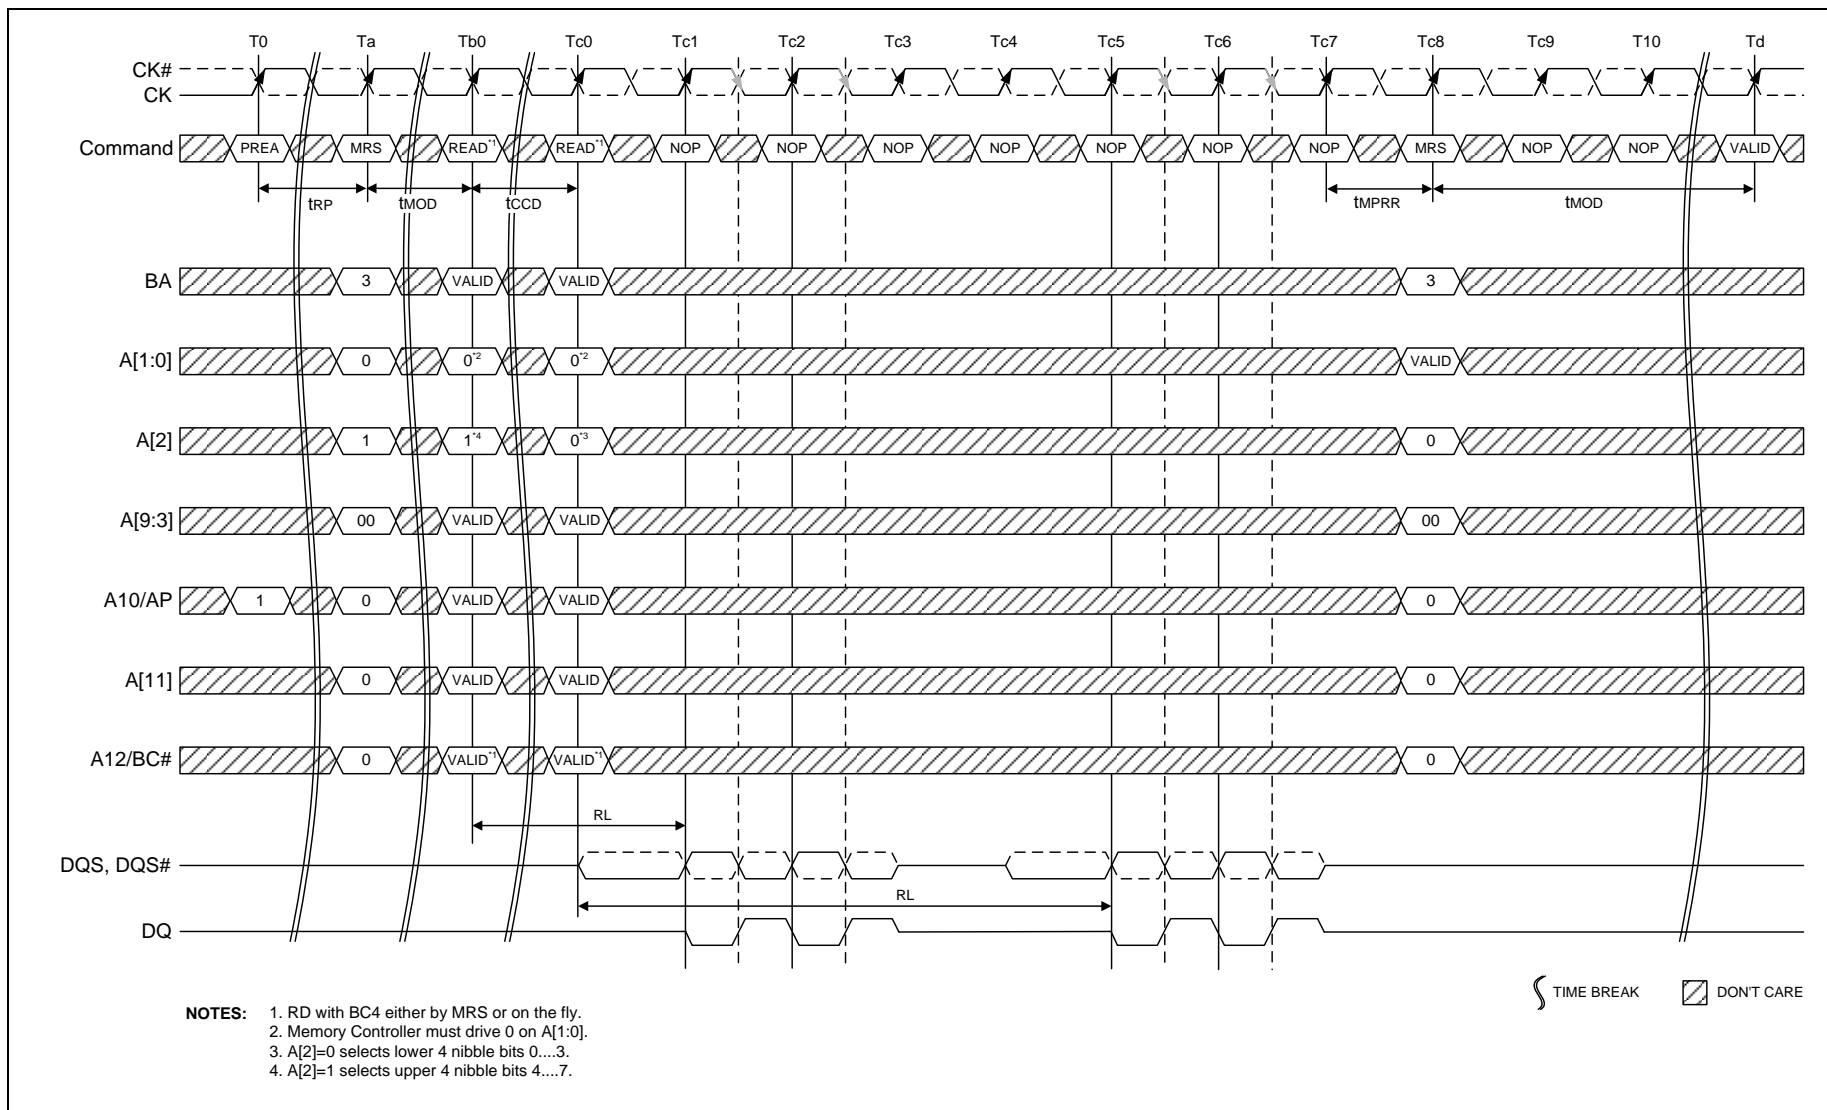 T0 Ta Tb0 Tc0 Tc1 Tc2 Tc3 Tc4 Tc5 Tc6 Tc7 Tc8 Tc9 T10 Td
CK#
CK
Command PREA MRS READ*1 READ*1 NOP NOP NOP NOP NOP NOP NOP MRS NOP NOP VALID
tRP tMOD tCCD tMPRR tMOD
BA 3 VALID VALID 3
A[1:0] 0 0*2 0*2 VALID
A[2] 1 1*4 0*3 0
A[9:3] 00 VALID VALID 00
A10/AP 1 0 VALID VALID 0
A[11] 0 VALID VALID 0
A12/BC# 0 VALID*1 VALID*1 0
RL
DQS, DQS#
RL
DQ
TIME BREAK DON'T CARE
NOTES: 1. RD with BC4 either by MRS or on the fly.
2. Memory Controller must drive 0 on A[1:0].
3. A[2]=0 selects lower 4 nibble bits 0....3.
4. A[2]=1 selects upper 4 nibble bits 4....7.